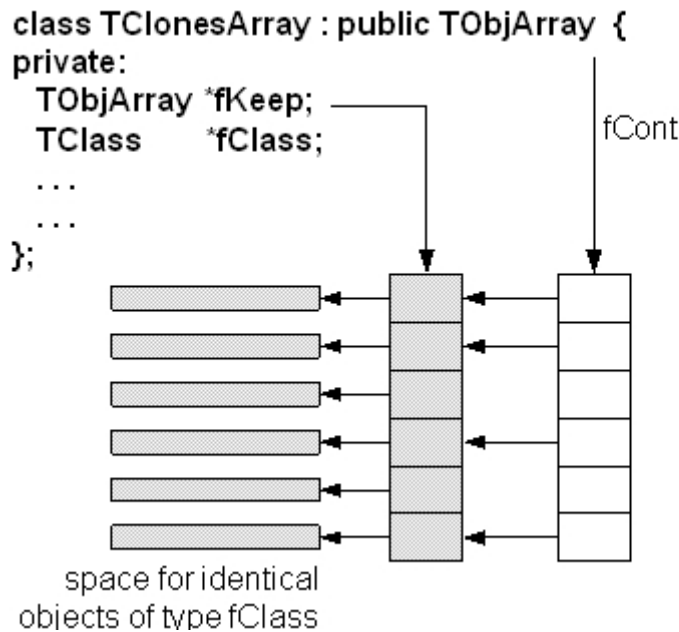 class TClonesArray : public TObjArray {
private:
TObjArray *fKeep;
TClass *fClass;
. . .
. . .
};
fCont
space for identical
objects of type fClass